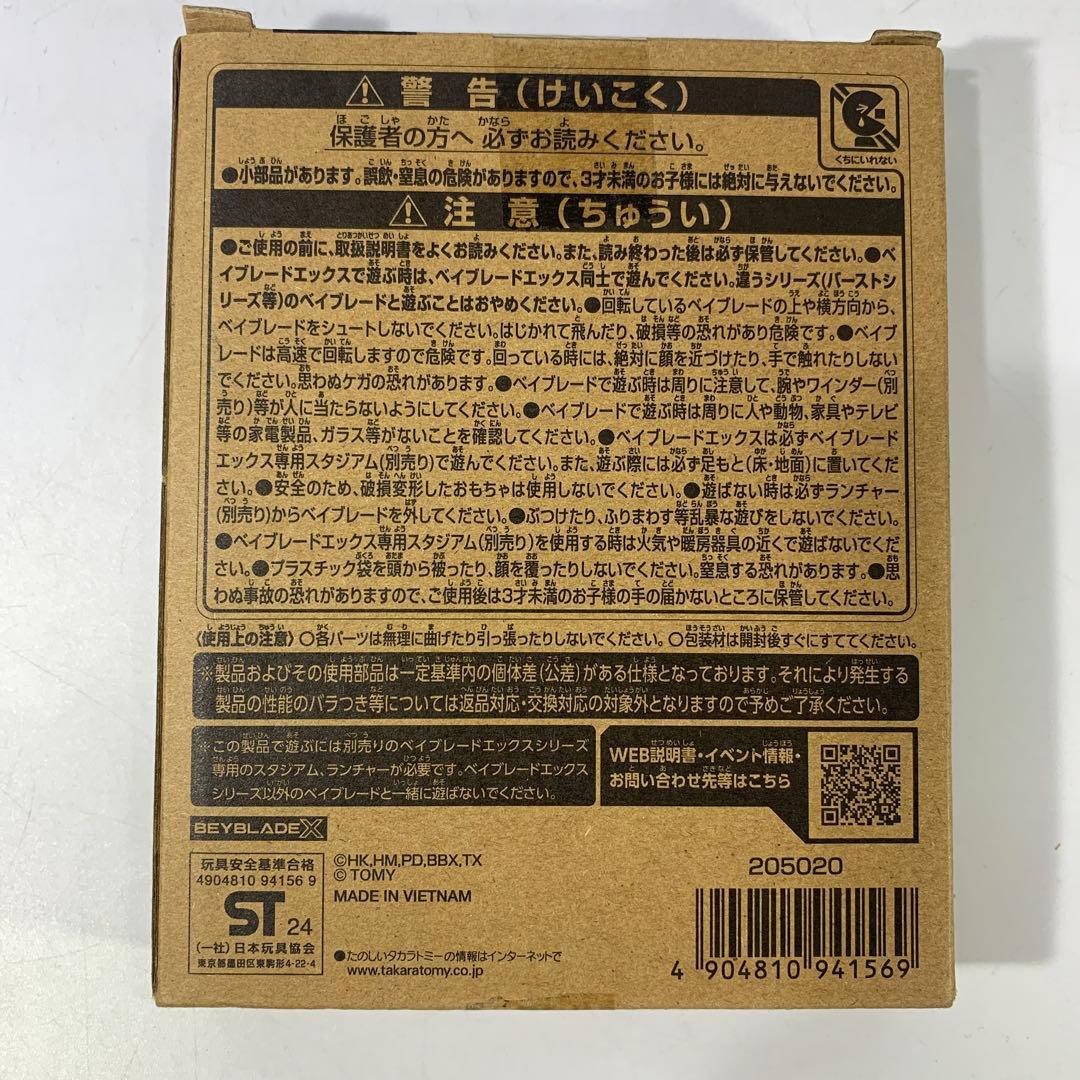 ⚠ 警告(けいこく)
くちにいれない
保護者の方へ 必ずお読みください。
●小部品があります。誤飲・窒息の危険がありますので、3才未満のお子様には絶対に与えないでください。
⚠ 注意(ちゅうい)
●ご使用の前に、取扱説明書をよくお読みください。また、読み終わった後は必ず保管してください。●ベ
イブレードエックスで遊ぶ時は、ベイブレードエックス同士で遊んでください。違うシリーズ(バーストシ
リーズ等)のベイブレードと遊ぶことはおやめください。●回転しているベイブレードの上や横方向から、
ベイブレードをシュートしないでください。はじかれて飛んだり、破損等の恐れがあり危険です。●ベイブ
レードは高速で回転しますので危険です。回っている時には、絶対に顔を近づけたり、手で触れたりしない
でください。思わぬケガの恐れがあります。●ベイブレードで遊ぶ時は周りに注意して、腕やワインダー(別
売り)等が人に当たらないようにしてください。●ベイブレードで遊ぶ時は周りに人や動物、家具やテレビ
等の家電製品、ガラス等がないことを確認してください。●ベイブレードエックスは必ずベイブレード
エックス専用スタジアム(別売り)で遊んでください。また、遊ぶ際には必ず足もと(床・地面)に置いてくだ
さい。●安全のため、破損変形したおもちゃは使用しないでください。●遊ばない時は必ずランチャー
(別売り)からベイブレードを外してください。●ぶつけたり、ふりまわす等乱暴な遊びをしないでください。
●ベイブレードエックス専用スタジアム(別売り)を使用する時は火気や暖房器具の近くで遊ばないでくだ
さい。●プラスチック袋を頭から被ったり、顔を覆ったりしないでください。窒息する恐れがあります。●思
わぬ事故の恐れがありますので、ご使用後は3才未満のお子様の手の届かないところに保管してください。
〈使用上の注意〉○各パーツは無理に曲げたり引っ張ったりしないでください。○包装材は開封後すぐにすててください。
※製品およびその使用部品は一定基準内の個体差(公差)がある仕様となっております。それにより発生する
製品の性能のバラつき等については返品対応・交換対応の対象外となりますので予めご了承ください。
※この製品で遊ぶには別売りのベイブレードエックスシリーズ
専用のスタジアム、ランチャーが必要です。ベイブレードエックス
シリーズ以外のベイブレードと一緒に遊ばないでください。
WEB説明書・イベント情報・
お問い合わせ先等はこちら
BEYBLADE X
玩具安全基準合格
4904810 94156 9
ST 24
(一社)日本玩具協会
東京都墨田区東駒形4-22-4
©HK,HM,PD,BBX,TX
© TOMY
MADE IN VIETNAM
●たのしいタカラトミーの情報はインターネットで
www.takaratomy.co.jp
205020
4 904810 941569